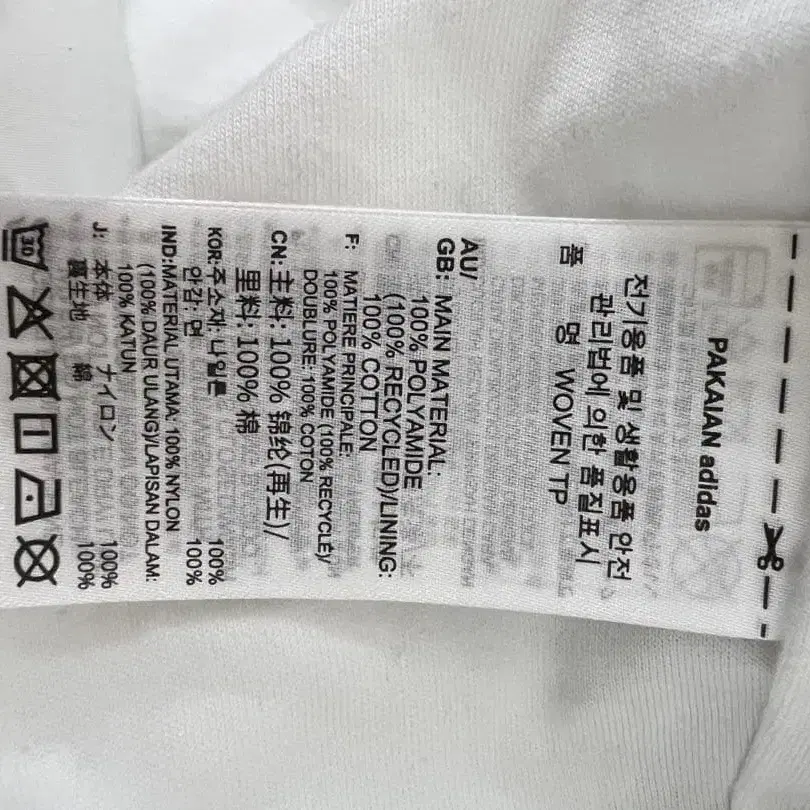 PAKAIAN adidas
전기용품 및 생활용품 안전
관리법에 의한 품질표시
품 명 WOVEN TP
AU/
GB: MAIN MATERIAL:
100% POLYAMIDE
(100% RECYCLED)/LINING:
100% COTTON
F: MATIERE PRINCIPALE:
100% POLYAMIDE (100% RECYCLÉ)/
DOUBLURE: 100% COTON
CN: 主料: 100% 锦纶(再生)/
里料: 100% 棉
KOR: 주소재: 나일론 100%
안감: 면 100%
IND: MATERIAL UTAMA: 100% NYLON
(100% DAUR ULANG)/LAPISAN DALAM:
100% KATUN
J: 本体 ナイロン 100%
裏生地 綿 100%
30